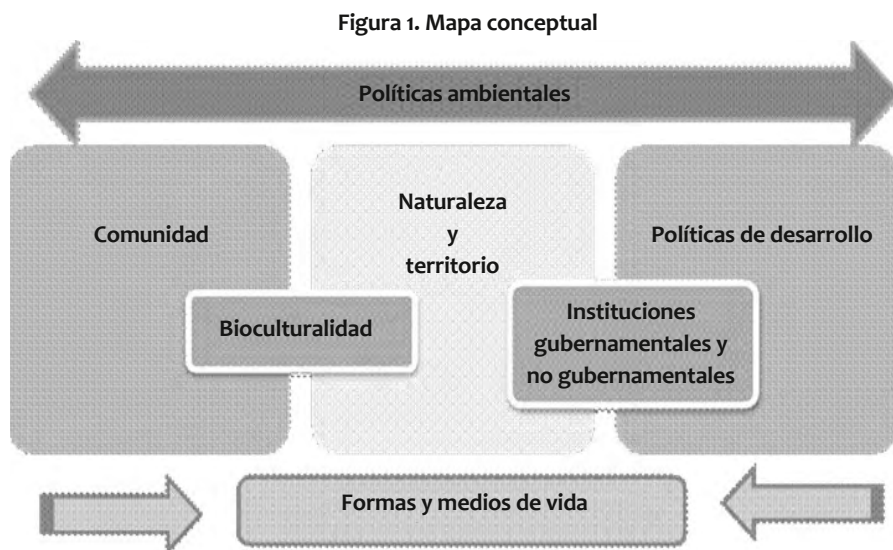 Figura 1. Mapa conceptual
Políticas ambientales
Comunidad
Naturaleza
y
territorio
Políticas de desarrollo
Bioculturalidad
Instituciones
gubernamentales y
no gubernamentales
Formas y medios de vida